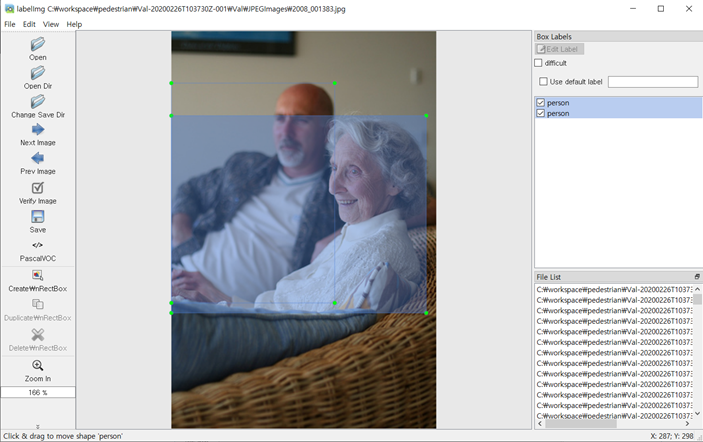 labelImg C:₩workspace₩pedestrian₩Val-20200226T103730Z-001₩Val₩JPEGImages₩2008_001383.jpg
File Edit View Help
Open
Open Dir
Change Save Dir
Next Image
Prev Image
Verify Image
Save
</>
PascalVOC
Create₩nRectBox
Duplicate₩nRectBox
Delete₩nRectBox
Zoom In
166 %
Box Labels
Edit Label
difficult
Use default label
person
person
File List
C:₩workspace₩pedestrian₩Val-20200226T1037
C:₩workspace₩pedestrian₩Val-20200226T1037
C:₩workspace₩pedestrian₩Val-20200226T1037
C:₩workspace₩pedestrian₩Val-20200226T1037
C:₩workspace₩pedestrian₩Val-20200226T1037
C:₩workspace₩pedestrian₩Val-20200226T1037
C:₩workspace₩pedestrian₩Val-20200226T1037
C:₩workspace₩pedestrian₩Val-20200226T1037
C:₩workspace₩pedestrian₩Val-20200226T1037
C:₩workspace₩pedestrian₩Val-20200226T1037
C:₩workspace₩pedestrian₩Val-20200226T1037
C:₩workspace₩pedestrian₩Val-20200226T1037
C:₩workspace₩pedestrian₩Val-20200226T1037
Click & drag to move shape 'person'
X: 287; Y: 298